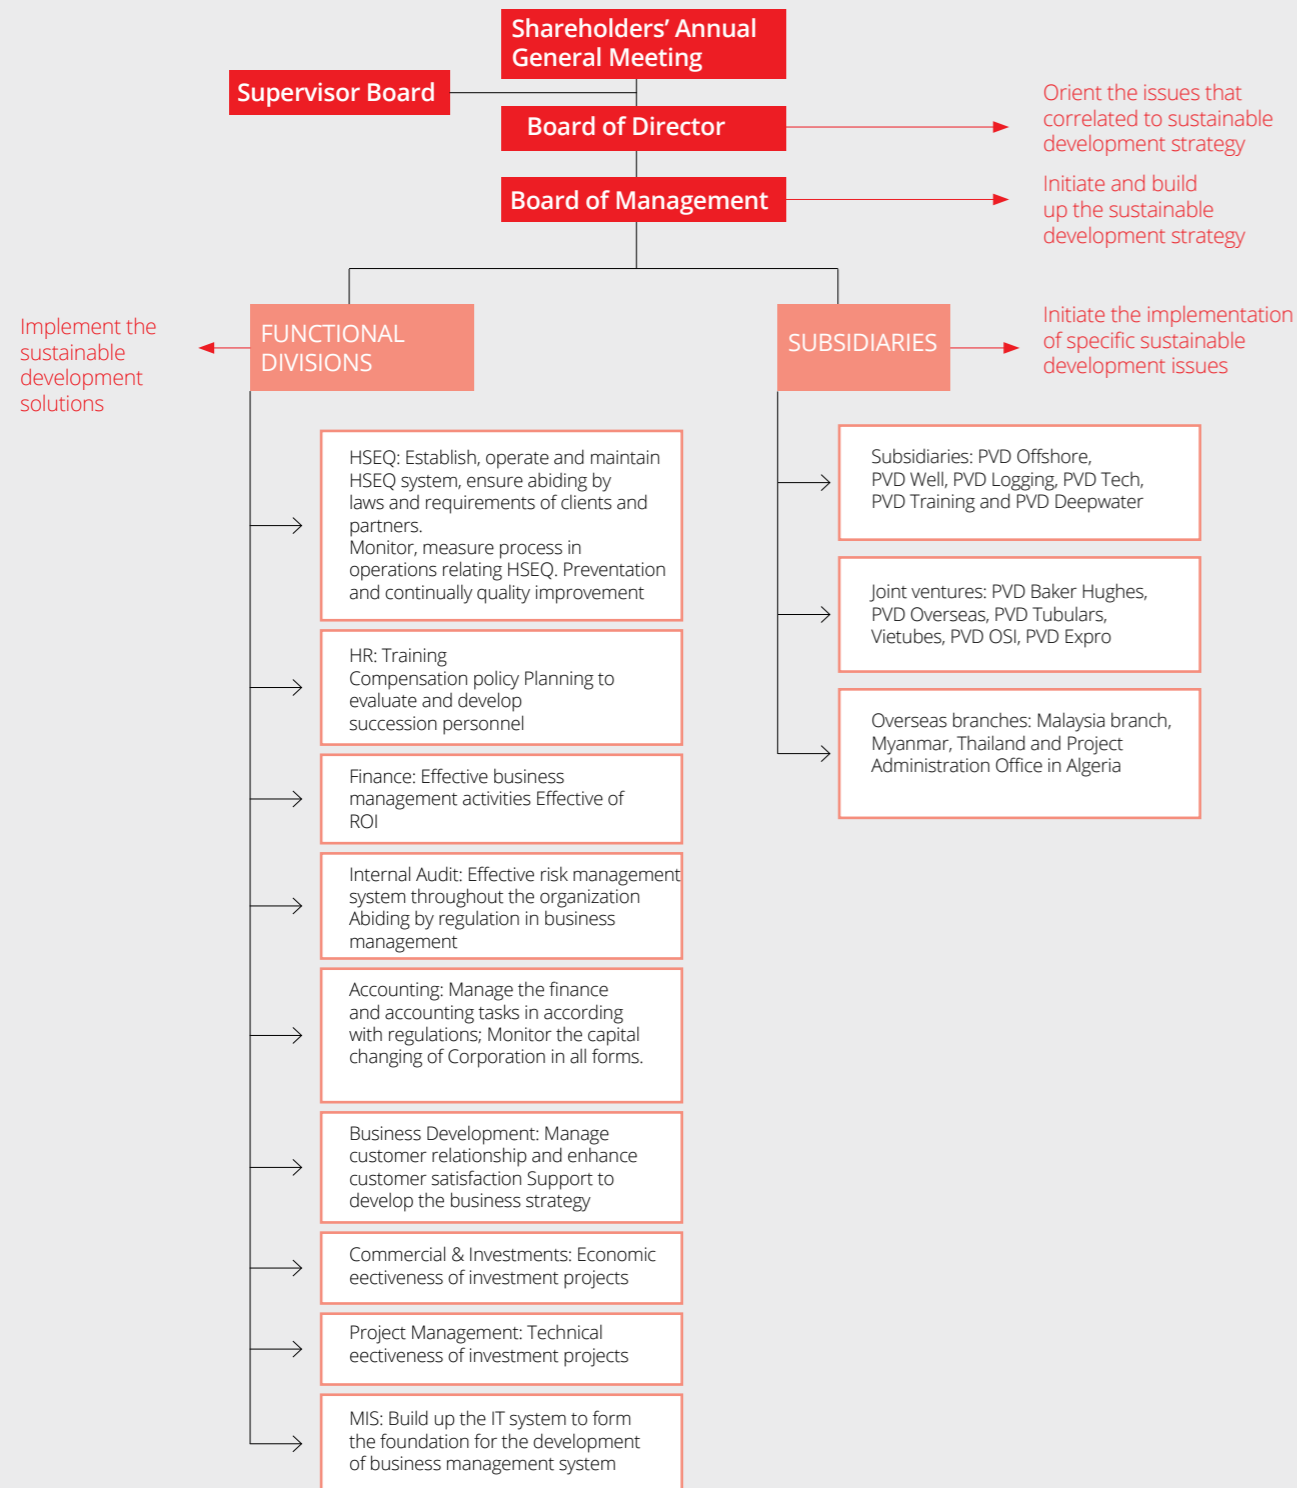 Shareholders’ Annual
General Meeting
Supervisor Board
Board of Director
Orient the issues that
correlated to sustainable
development strategy
Board of Management
Initiate and build
up the sustainable
development strategy
Implement the
sustainable
development
solutions
FUNCTIONAL
DIVISIONS
SUBSIDIARIES
Initiate the implementation
of specific sustainable
development issues
HSEQ: Establish, operate and maintain
HSEQ system, ensure abiding by
laws and requirements of clients and
partners.
Monitor, measure process in
operations relating HSEQ. Preventation
and continually quality improvement
HR: Training
Compensation policy Planning to
evaluate and develop
succession personnel
Finance: Effective business
management activities Effective of
ROI
Internal Audit: Effective risk management
system throughout the organization
Abiding by regulation in business
management
Accounting: Manage the finance
and accounting tasks in according
with regulations; Monitor the capital
changing of Corporation in all forms.
Business Development: Manage
customer relationship and enhance
customer satisfaction Support to
develop the business strategy
Commercial & Investments: Economic
eectiveness of investment projects
Project Management: Technical
eectiveness of investment projects
MIS: Build up the IT system to form
the foundation for the development
of business management system
Subsidiaries: PVD Offshore,
PVD Well, PVD Logging, PVD Tech,
PVD Training and PVD Deepwater
Joint ventures: PVD Baker Hughes,
PVD Overseas, PVD Tubulars,
Vietubes, PVD OSI, PVD Expro
Overseas branches: Malaysia branch,
Myanmar, Thailand and Project
Administration Office in Algeria